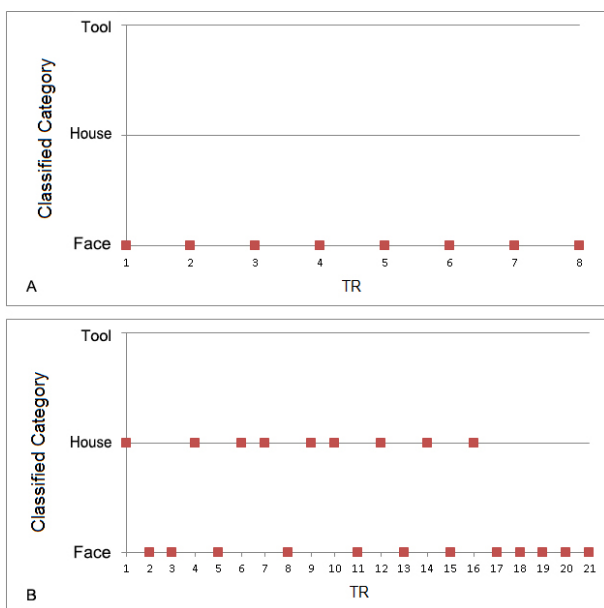 Tool
House
Face
Classified Category
1 2 3 4 5 6 7 8
TR
A
Tool
House
Face
Classified Category
1 2 3 4 5 6 7 8 9 10 11 12 13 14 15 16 17 18 19 20 21
TR
B